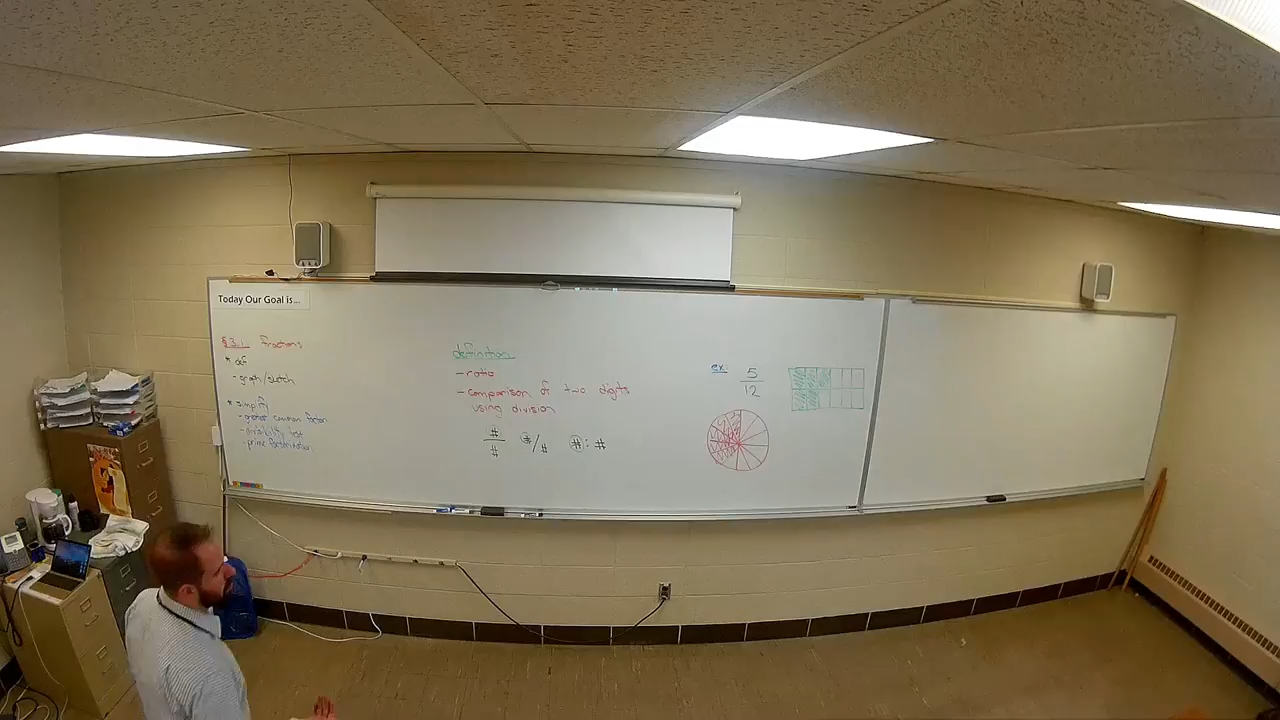 Today Our Goal is...
§3.1 fractions
* def
- graph/sketch
* simplify
- greatest common factor
- divisibility test
- prime factorization
definition
- ratio
- comparison of two digits
using division
#
#
#/#
#:#
ex.
5
12